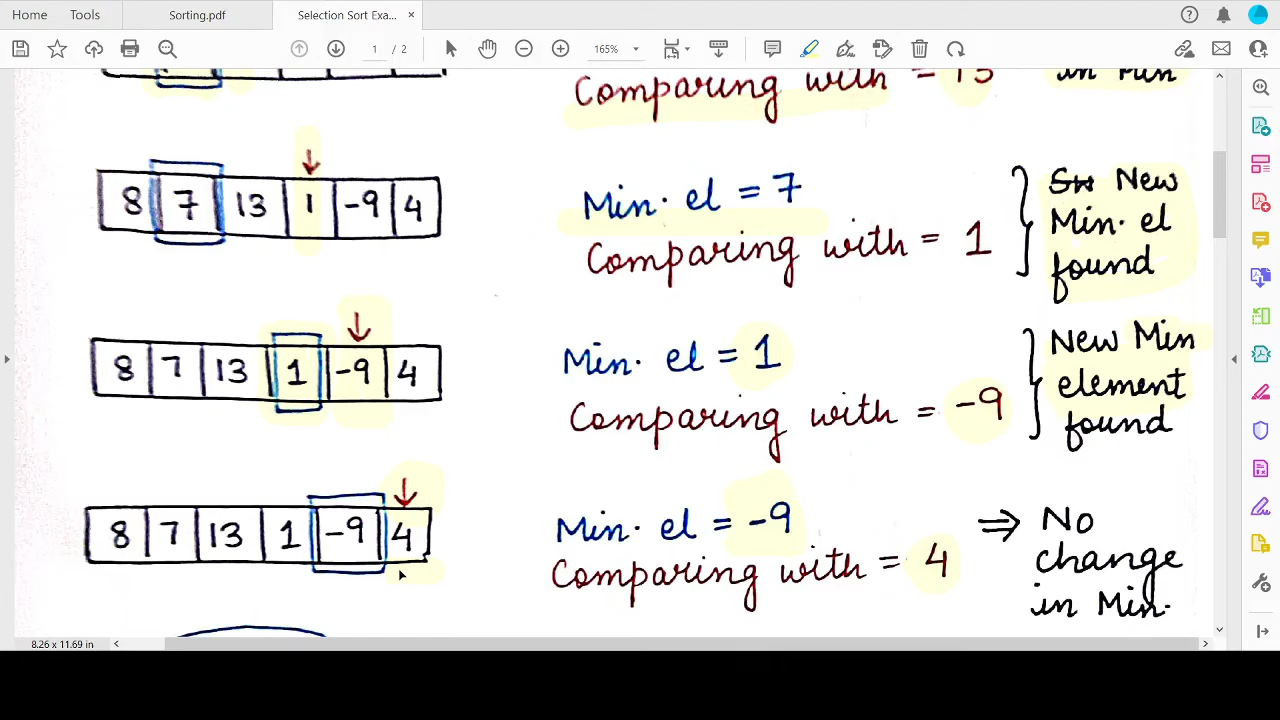 Home Tools Sorting.pdf Selection Sort Exa... ×
1 / 2 165%
Comparing with = 13 in Min
8 7 13 1 -9 4
Min. el = 7
Comparing with = 1
New
Min. el
found
8 7 13 1 -9 4
Min. el = 1
Comparing with = -9
New Min
element
found
8 7 13 1 -9 4
Min. el = -9
Comparing with = 4
⇒ No
change
in Min.
8.26 x 11.69 in